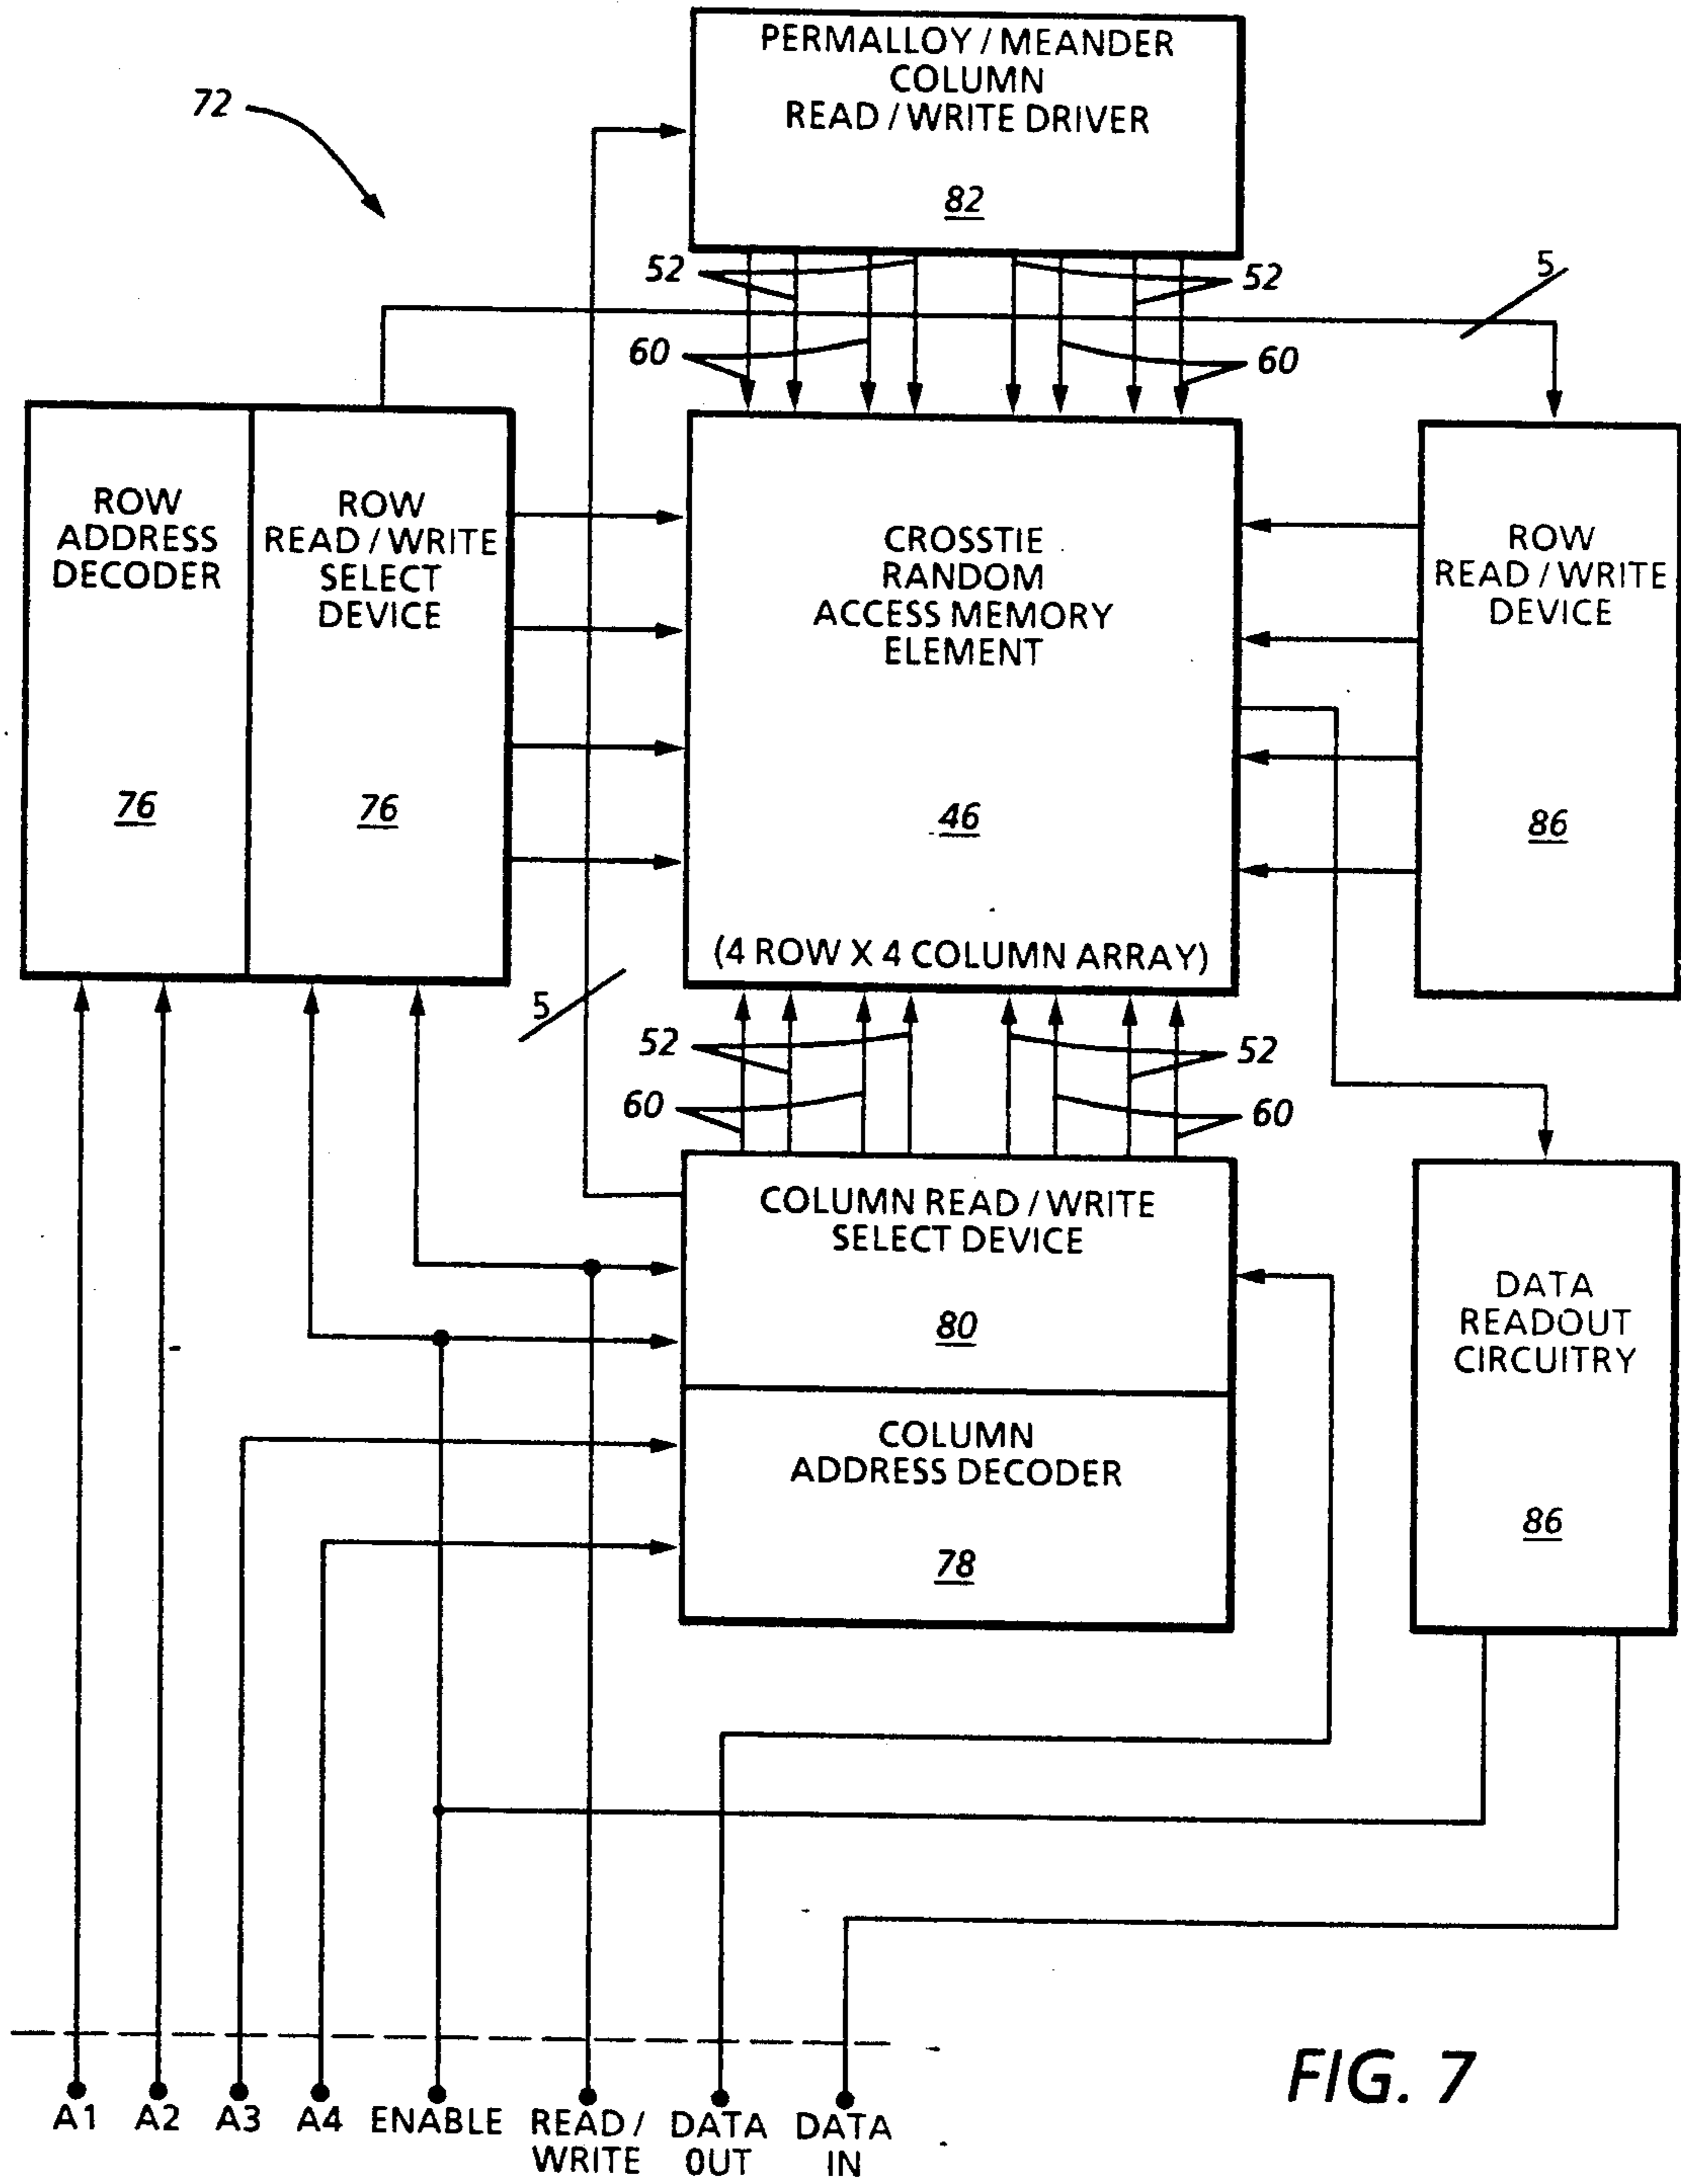 PERMALLOY / MEANDER
COLUMN
READ / WRITE DRIVER
82
72
52
52
5
60
60
ROW
ADDRESS
DECODER
76
ROW
READ / WRITE
SELECT
DEVICE
76
CROSSTIE
RANDOM
ACCESS MEMORY
ELEMENT
46
(4 ROW X 4 COLUMN ARRAY)
ROW
READ / WRITE
DEVICE
86
5
52
52
60
60
COLUMN READ / WRITE
SELECT DEVICE
80
COLUMN
ADDRESS DECODER
78
DATA
READOUT
CIRCUITRY
86
A1
A2
A3
A4
ENABLE
READ /
WRITE
DATA
OUT
DATA
IN
FIG. 7